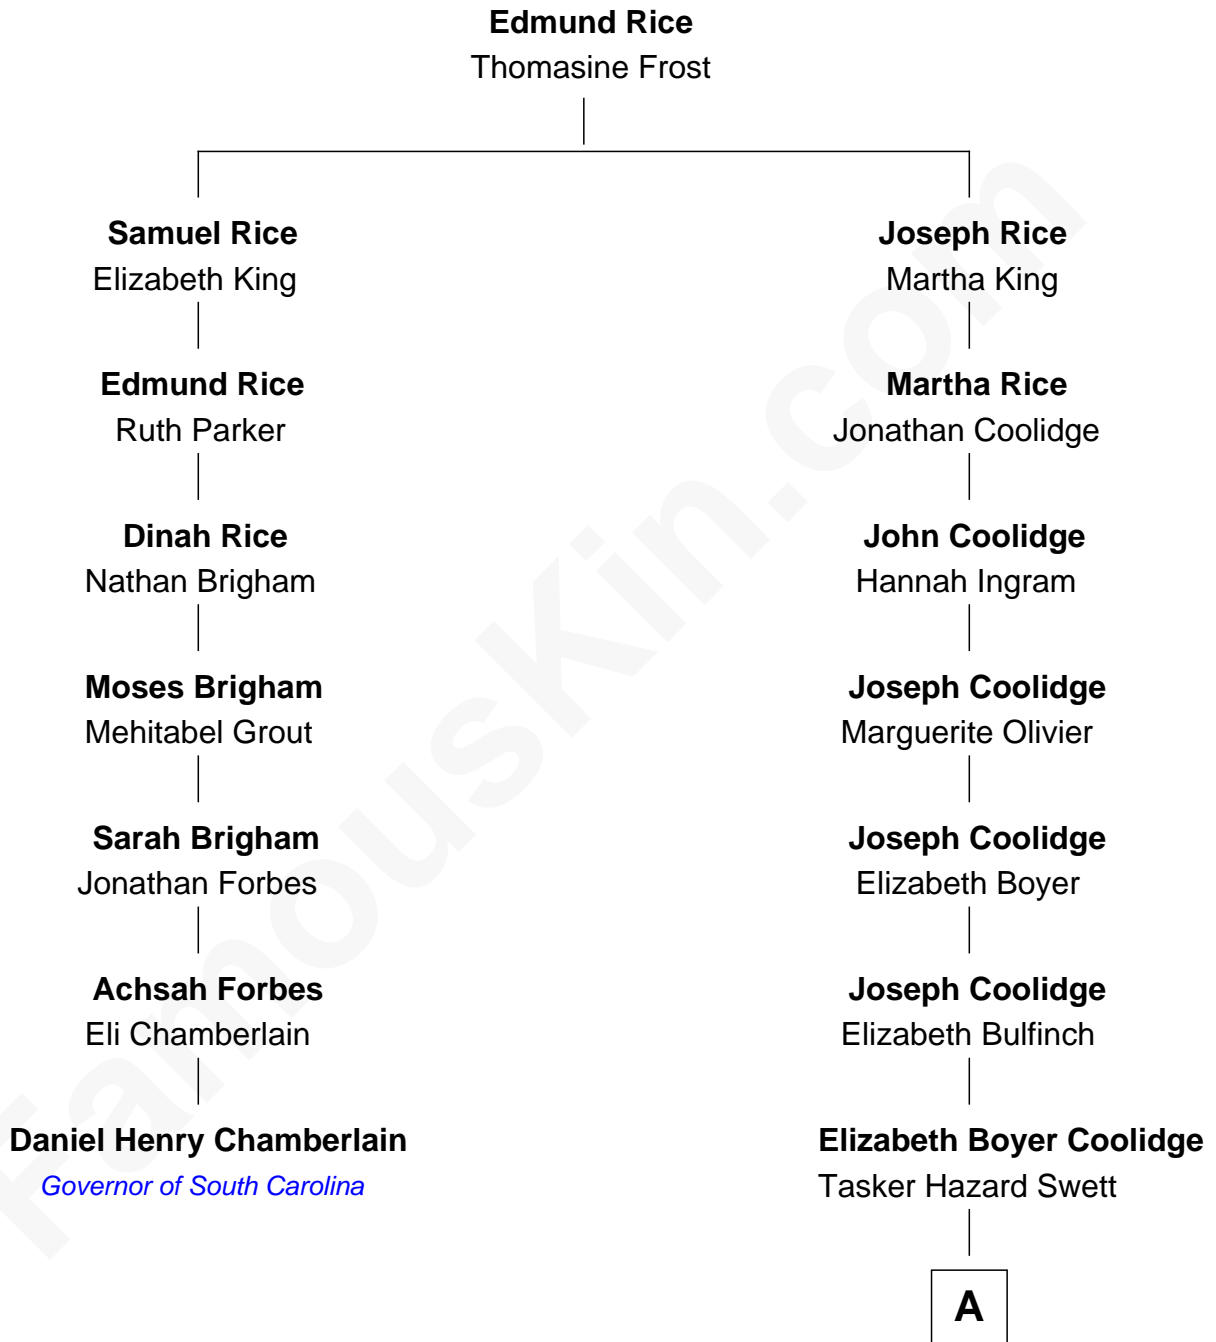 Edmund Rice
Thomasine Frost
Samuel Rice
Elizabeth King
Edmund Rice
Ruth Parker
Dinah Rice
Nathan Brigham
Moses Brigham
Mehitabel Grout
Sarah Brigham
Jonathan Forbes
Achsah Forbes
Eli Chamberlain
Daniel Henry Chamberlain
Governor of South Carolina
Joseph Rice
Martha King
Martha Rice
Jonathan Coolidge
John Coolidge
Hannah Ingram
Joseph Coolidge
Marguerite Olivier
Joseph Coolidge
Elizabeth Boyer
Joseph Coolidge
Elizabeth Bulfinch
Elizabeth Boyer Coolidge
Tasker Hazard Swett
A
FamousKin.com